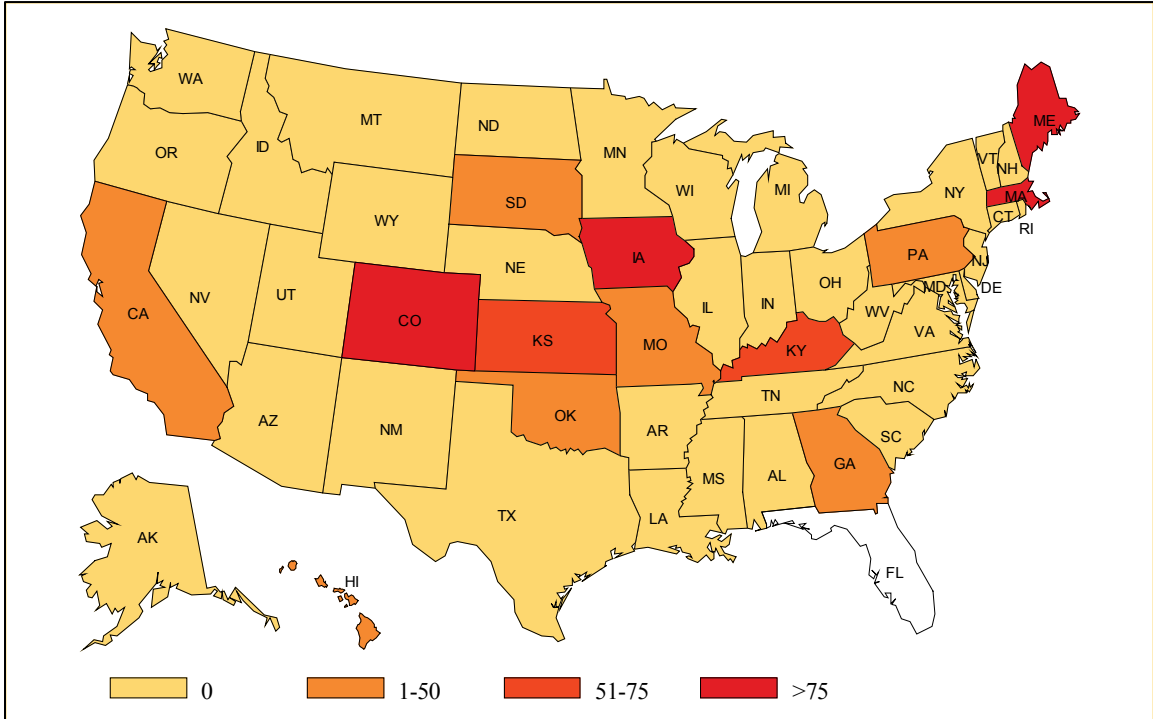 WA
MT
ND
MN
ME
OR
ID
VT
NH
WI
MI
NY
SD
MA
WY
CT
RI
IA
PA
NE
NJ
NV
UT
OH
DE
MD
IL
IN
WV
CA
CO
VA
KS
MO
KY
NC
TN
AZ
OK
NM
AR
SC
GA
MS
AL
TX
LA
AK
FL
HI
0
1-50
51-75
>75